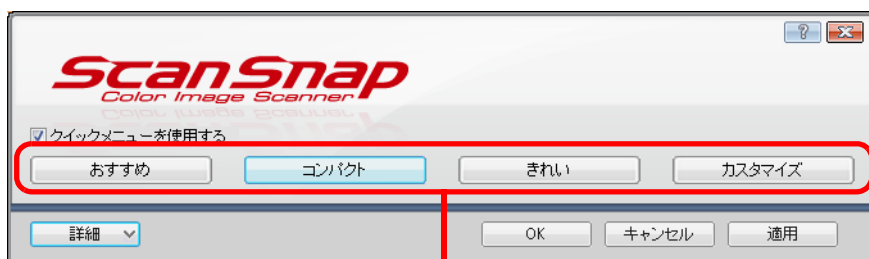 ScanSnap
Color Image Scanner
クイックメニューを使用する
おすすめ コンパクト きれい カスタマイズ
詳細 OK キャンセル 適用